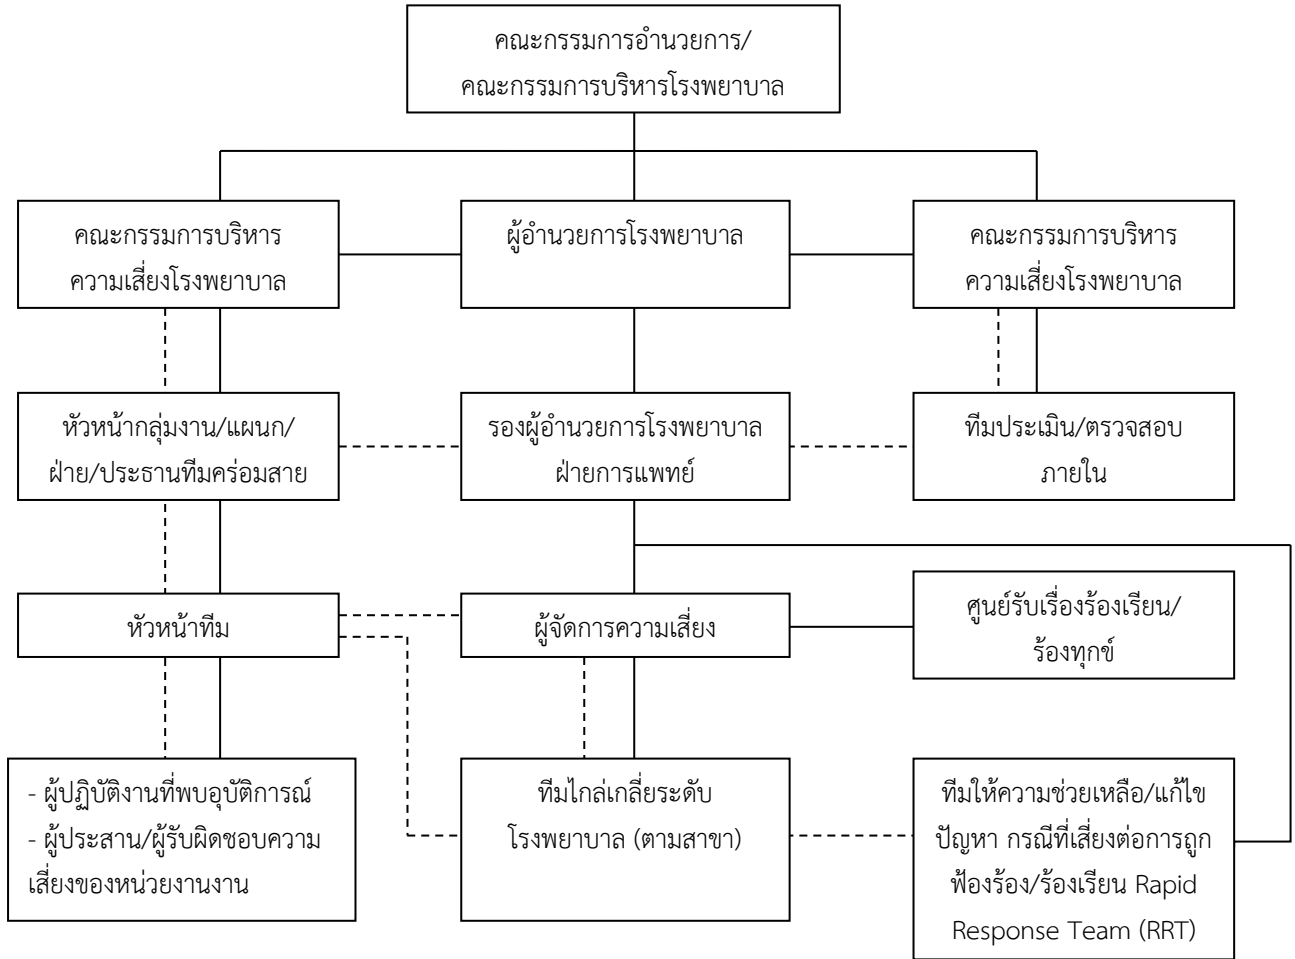 คณะกรรมการอำนวยการ/
คณะกรรมการบริหารโรงพยาบาล
คณะกรรมการบริหาร
ความเสี่ยงโรงพยาบาล
ผู้อำนวยการโรงพยาบาล
คณะกรรมการบริหาร
ความเสี่ยงโรงพยาบาล
หัวหน้ากลุ่มงาน/แผนก/
ฝ่าย/ประธานทีมคร่อมสาย
รองผู้อำนวยการโรงพยาบาล
ฝ่ายการแพทย์
ทีมประเมิน/ตรวจสอบ
ภายใน
หัวหน้าทีม
ผู้จัดการความเสี่ยง
ศูนย์รับเรื่องร้องเรียน/
ร้องทุกข์
- ผู้ปฏิบัติงานที่พบอุบัติการณ์
- ผู้ประสาน/ผู้รับผิดชอบความ
เสี่ยงของหน่วยงานงาน
ทีมไกล่เกลี่ยระดับ
โรงพยาบาล (ตามสาขา)
ทีมให้ความช่วยเหลือ/แก้ไข
ปัญหา กรณีที่เสี่ยงต่อการถูก
ฟ้องร้อง/ร้องเรียน Rapid
Response Team (RRT)